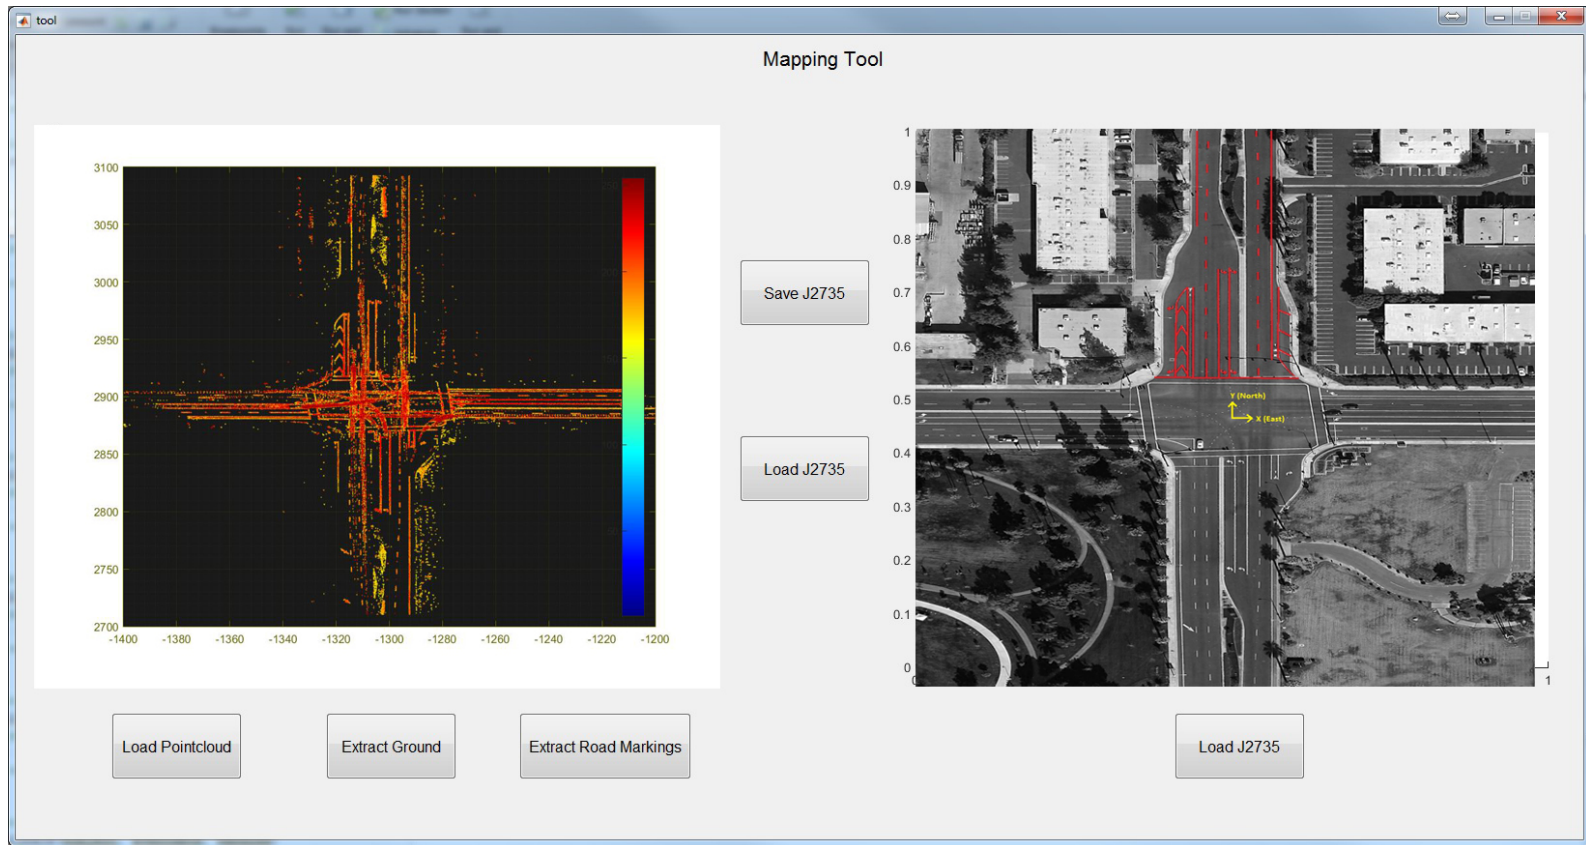 tool
Mapping Tool
3100
3050
3000
2950
2900
2850
2800
2750
2700
-1400 -1380 -1360 -1340 -1320 -1300 -1280 -1260 -1240 -1220 -1200
Save J2735
Load J2735
1
0.9
0.8
0.7
0.6
0.5
0.4
0.3
0.2
0.1
0
1
Y (North)
X (East)
Load Pointcloud
Extract Ground
Extract Road Markings
Load J2735